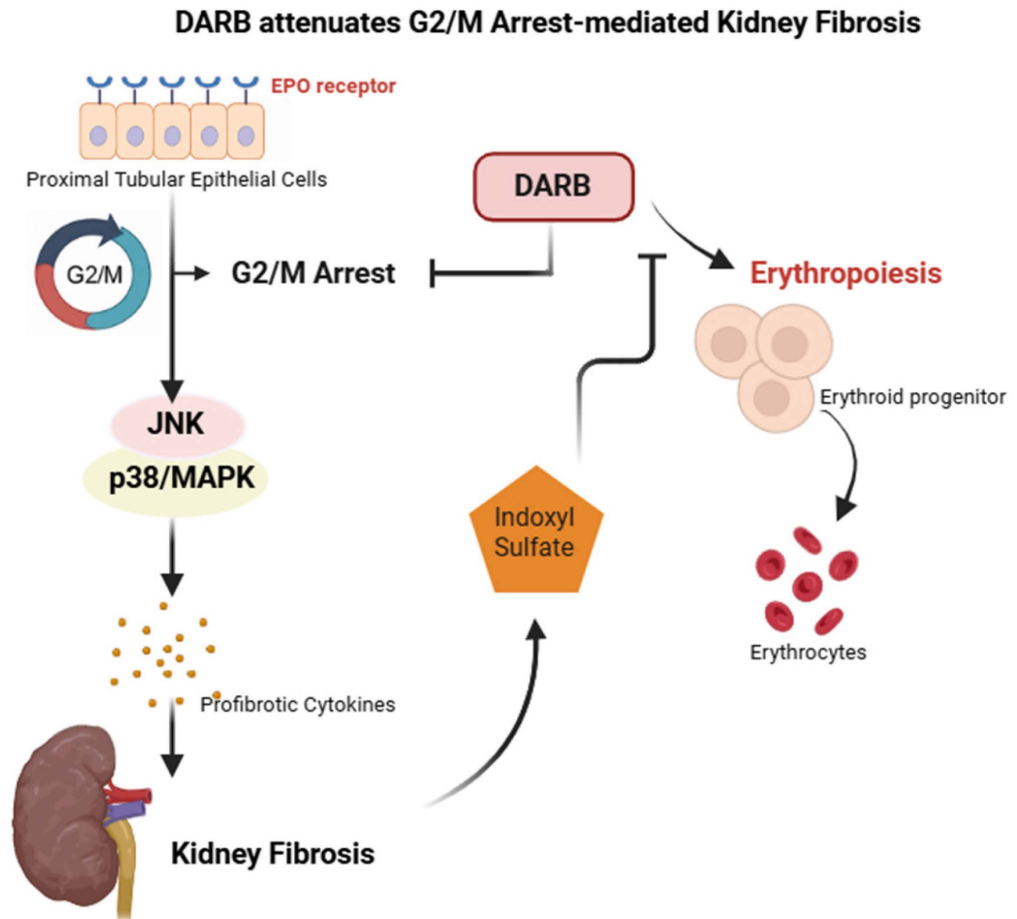 DARB attenuates G2/M Arrest-mediated Kidney Fibrosis
EPO receptor
Proximal Tubular Epithelial Cells
DARB
G2/M
G2/M Arrest
Erythropoiesis
Erythroid progenitor
JNK
p38/MAPK
Indoxyl
Sulfate
Erythrocytes
Profibrotic Cytokines
Kidney Fibrosis